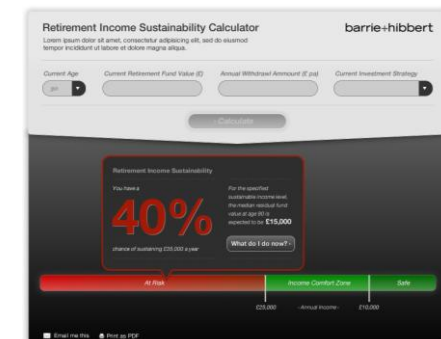 Retirement Income Sustainability Calculator
barrie+hibbert
Lorem ipsum dolor sit amet, consectetur adipisicing elit, sed do eiusmod
tempor incididunt ut labore et dolore magna aliqua.
Current Age
Current Retirement Fund Value (£)
Annual Withdrawl Ammount (£ pa)
Current Investment Strategy
Calculate
Retirement Income Sustainability
You have a
40%
chance of sustaining £35,000 a year
For the specified
sustainable income level,
the median residual fund
value at age 90 is
expected to be £15,000
What do I do now? ›
At Risk
Income Comfort Zone
Safe
£25,000
- Annual Income -
£10,000
Email me this
Print as PDF